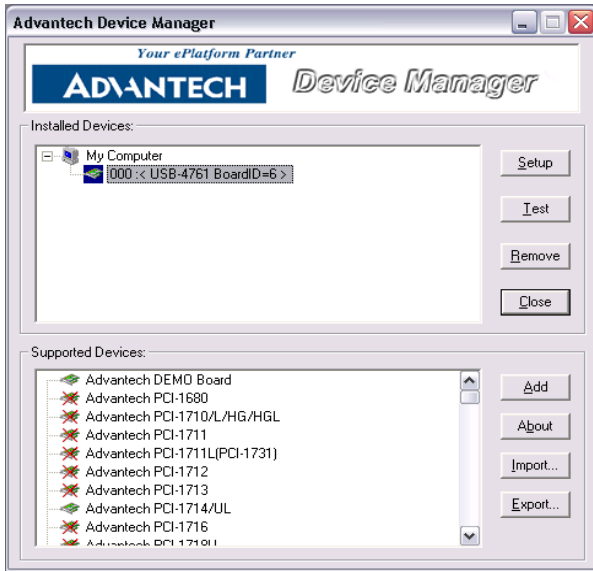 Advantech Device Manager
Your ePlatform Partner
ADVANTECH Device Manager
Installed Devices:
My Computer
000 :< USB-4761 BoardID=6 >
Setup
Test
Remove
Close
Supported Devices:
Advantech DEMO Board
Advantech PCI-1680
Advantech PCI-1710/L/HG/HGL
Advantech PCI-1711
Advantech PCI-1711L(PCI-1731)
Advantech PCI-1712
Advantech PCI-1713
Advantech PCI-1714/UL
Advantech PCI-1716
Advantech PCI-1718U
Add
About
Import...
Export...